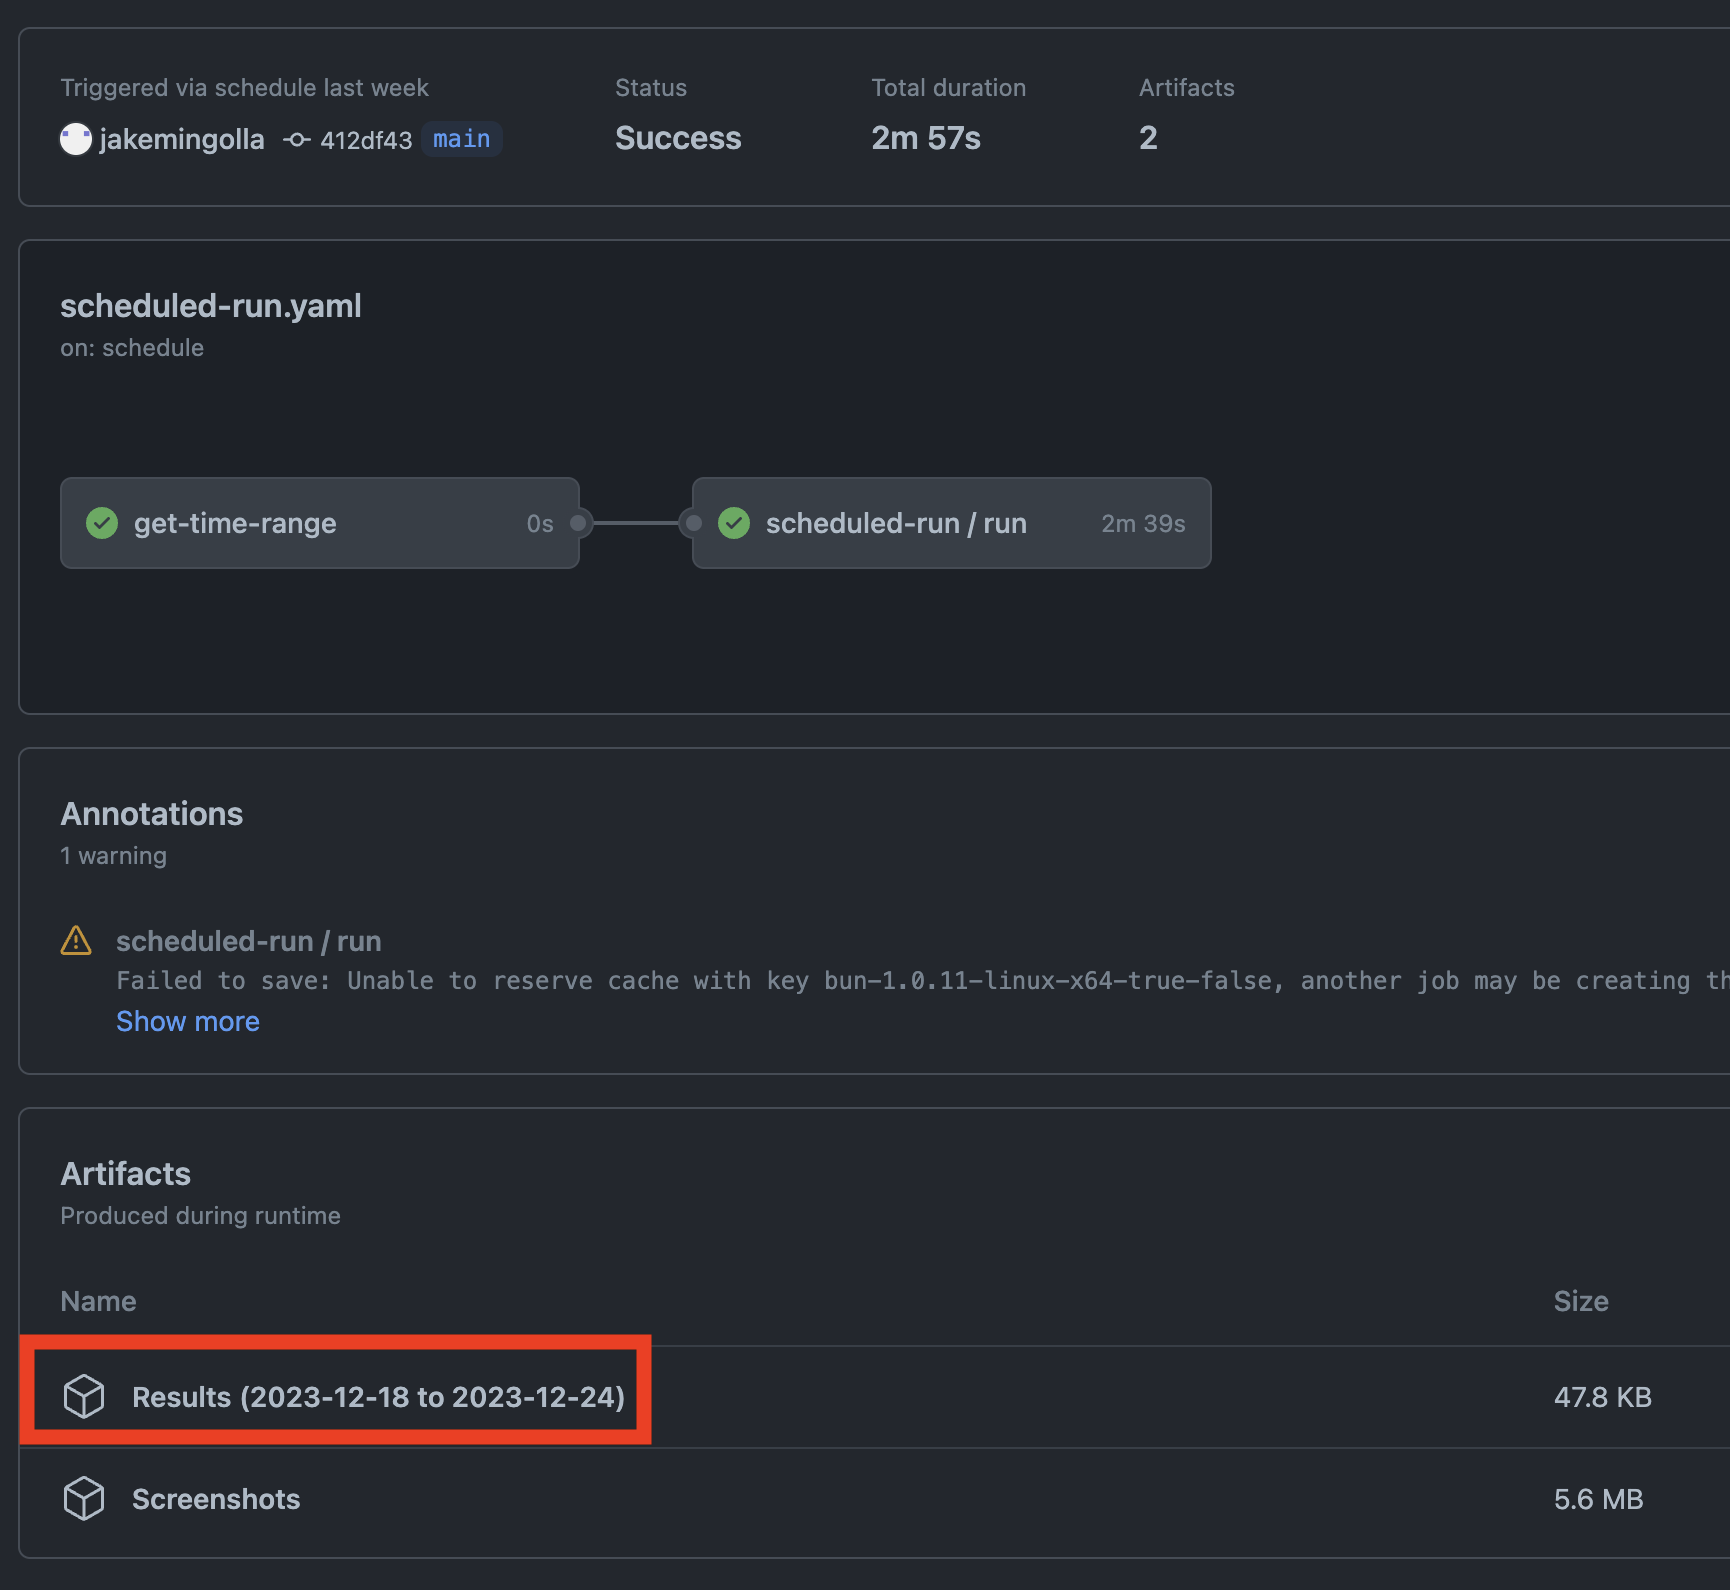 Triggered via schedule last week
jakemingolla 412df43 main
Status
Success
Total duration
2m 57s
Artifacts
2
scheduled-run.yaml
on: schedule
get-time-range 0s
scheduled-run / run 2m 39s
Annotations
1 warning
scheduled-run / run
Failed to save: Unable to reserve cache with key bun-1.0.11-linux-x64-true-false, another job may be creating th
Show more
Artifacts
Produced during runtime
Name Size
Results (2023-12-18 to 2023-12-24) 47.8 KB
Screenshots 5.6 MB